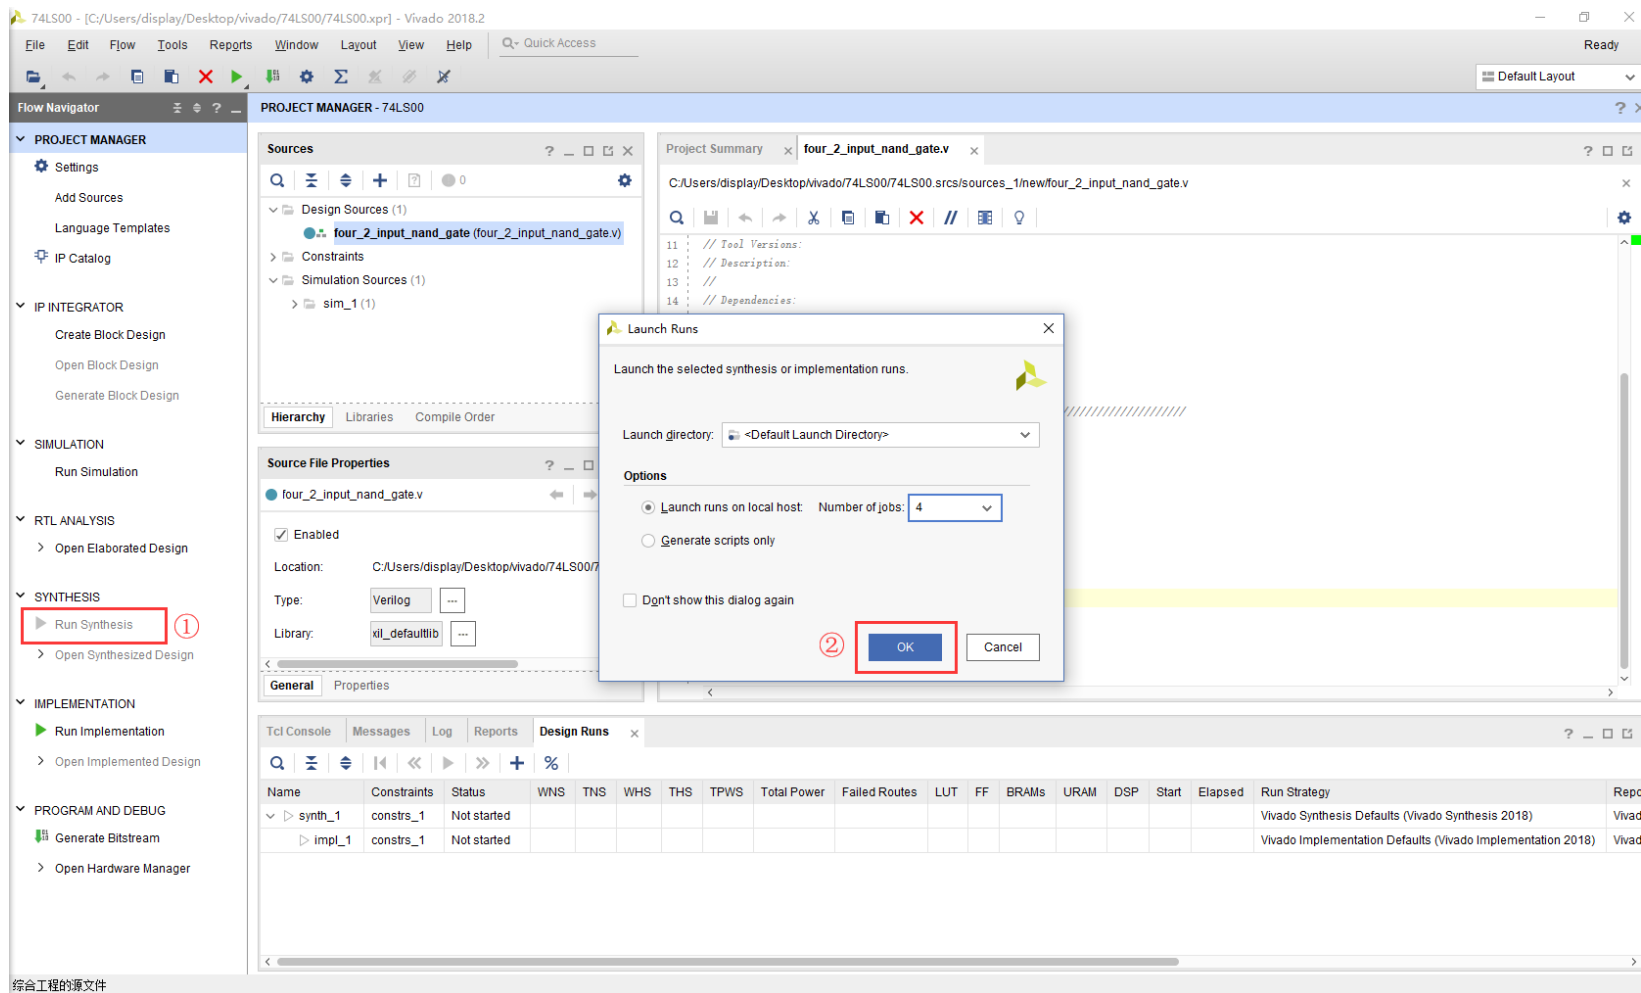 74LS00 - [C:/Users/display/Desktop/vivado/74LS00/74LS00.xpr] - Vivado 2018.2
File Edit Flow Tools Reports Window Layout View Help Quick Access Ready
Default Layout
Flow Navigator
PROJECT MANAGER - 74LS00
PROJECT MANAGER
Settings
Add Sources
Language Templates
IP Catalog
IP INTEGRATOR
Create Block Design
Open Block Design
Generate Block Design
SIMULATION
Run Simulation
RTL ANALYSIS
Open Elaborated Design
SYNTHESIS
Run Synthesis ①
Open Synthesized Design
IMPLEMENTATION
Run Implementation
Open Implemented Design
PROGRAM AND DEBUG
Generate Bitstream
Open Hardware Manager
Sources
0
Design Sources (1)
four_2_input_nand_gate (four_2_input_nand_gate.v)
Constraints
Simulation Sources (1)
sim_1 (1)
Hierarchy Libraries Compile Order
Source File Properties
four_2_input_nand_gate.v
Enabled
Location: C:/Users/display/Desktop/vivado/74LS00/7
Type: Verilog ...
Library: xil_defaultlib ...
General Properties
Project Summary four_2_input_nand_gate.v
C:/Users/display/Desktop/vivado/74LS00/74LS00.srcs/sources_1/new/four_2_input_nand_gate.v
11 // Tool Versions:
12 // Description:
13 //
14 // Dependencies:
//////////////////////
Launch Runs
Launch the selected synthesis or implementation runs.
Launch directory: <Default Launch Directory>
Options
Launch runs on local host: Number of jobs: 4
Generate scripts only
Don't show this dialog again
② OK Cancel
Tcl Console Messages Log Reports Design Runs
Name Constraints Status WNS TNS WHS THS TPWS Total Power Failed Routes LUT FF BRAMs URAM DSP Start Elapsed Run Strategy Repo
synth_1 constrs_1 Not started Vivado Synthesis Defaults (Vivado Synthesis 2018) Vivad
impl_1 constrs_1 Not started Vivado Implementation Defaults (Vivado Implementation 2018) Vivad
综合工程的源文件